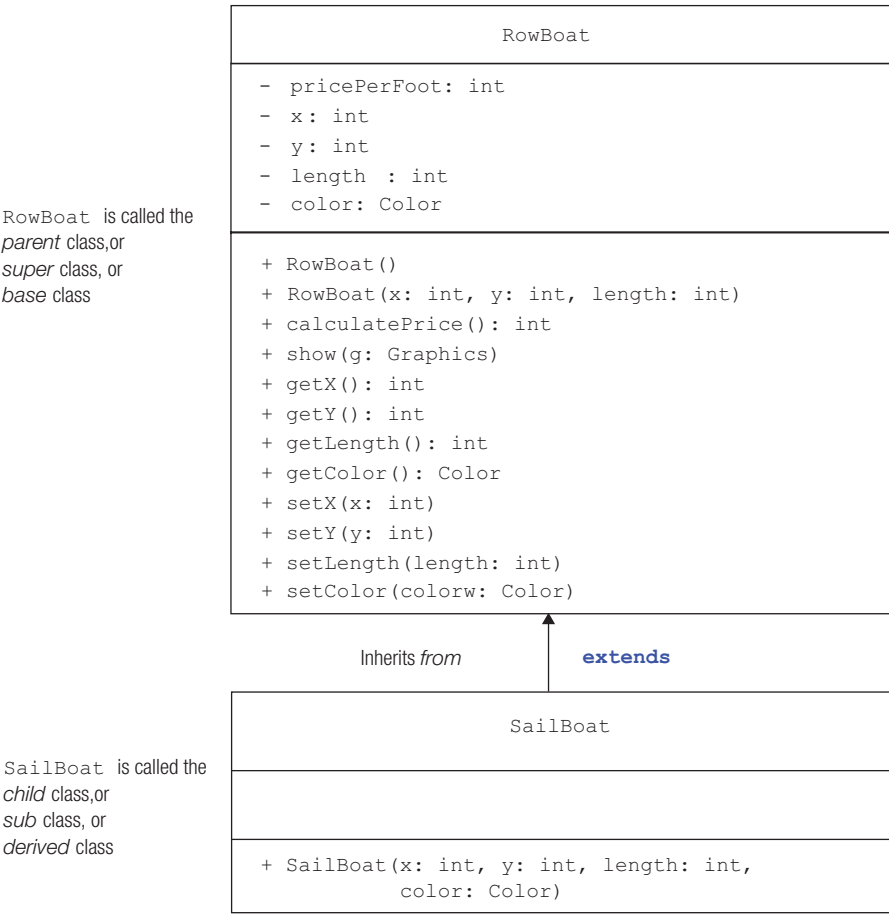 RowBoat
- pricePerFoot: int
- x: int
- y: int
- length : int
- color: Color
RowBoat is called the
parent class,or
super class, or
base class
+ RowBoat()
+ RowBoat(x: int, y: int, length: int)
+ calculatePrice(): int
+ show(g: Graphics)
+ getX(): int
+ getY(): int
+ getLength(): int
+ getColor(): Color
+ setX(x: int)
+ setY(y: int)
+ setLength(length: int)
+ setColor(colorw: Color)
Inherits from extends
SailBoat
SailBoat is called the
child class,or
sub class, or
derived class
+ SailBoat(x: int, y: int, length: int,
color: Color)